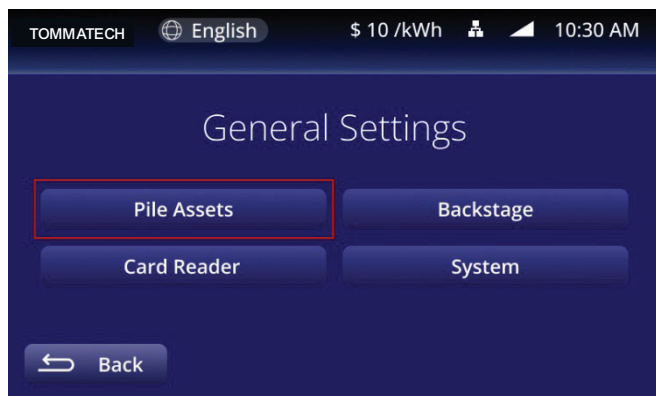 TOMMATECH English $ 10 /kWh 10:30 AM
General Settings
Pile Assets Backstage
Card Reader System
Back